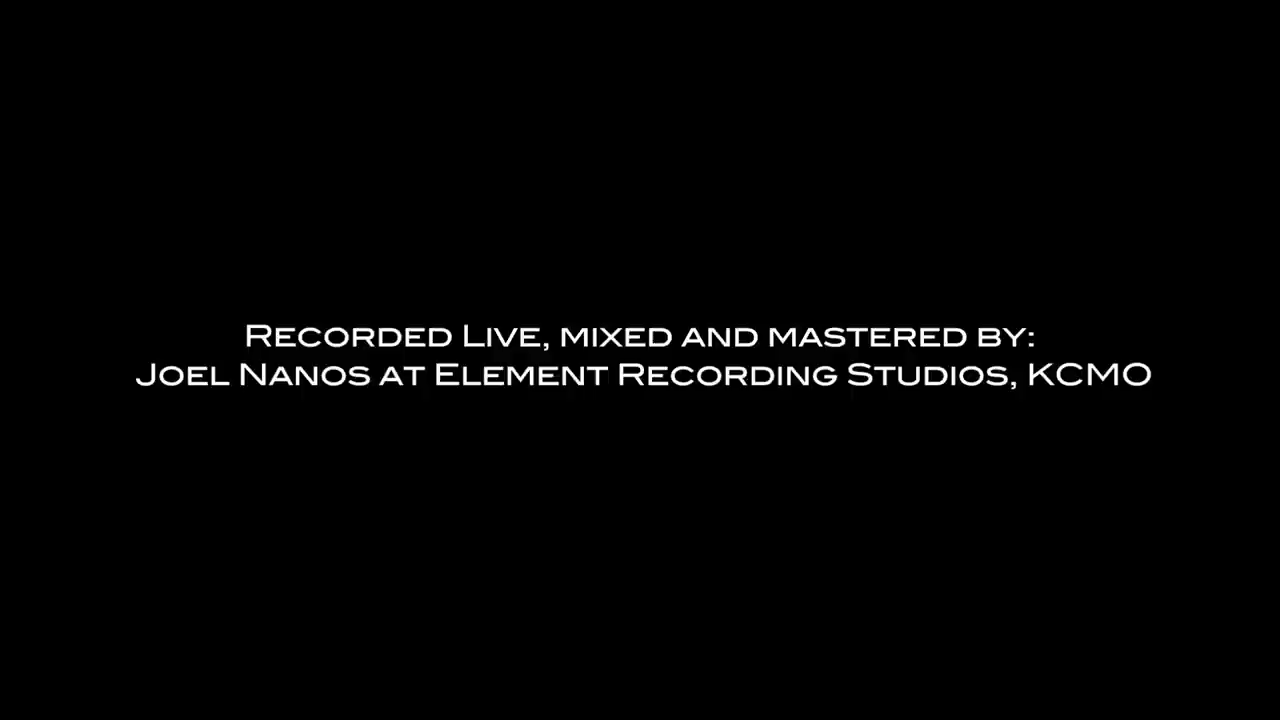 Recorded Live, mixed and mastered by:
Joel Nanos at Element Recording Studios, KCMO